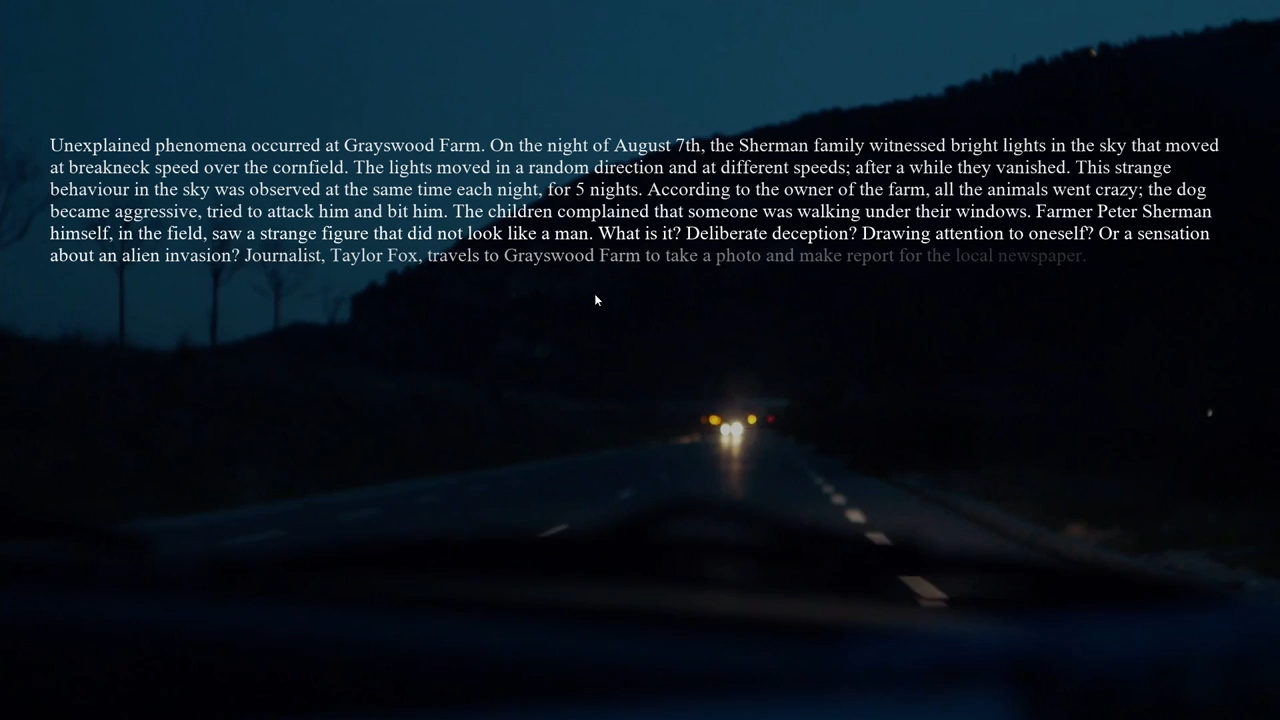 Unexplained phenomena occurred at Grayswood Farm. On the night of August 7th, the Sherman family witnessed bright lights in the sky that moved
at breakneck speed over the cornfield. The lights moved in a random direction and at different speeds; after a while they vanished. This strange
behaviour in the sky was observed at the same time each night, for 5 nights. According to the owner of the farm, all the animals went crazy; the dog
became aggressive, tried to attack him and bit him. The children complained that someone was walking under their windows. Farmer Peter Sherman
himself, in the field, saw a strange figure that did not look like a man. What is it? Deliberate deception? Drawing attention to oneself? Or a sensation
about an alien invasion? Journalist, Taylor Fox, travels to Grayswood Farm to take a photo and make report for the local newspaper.